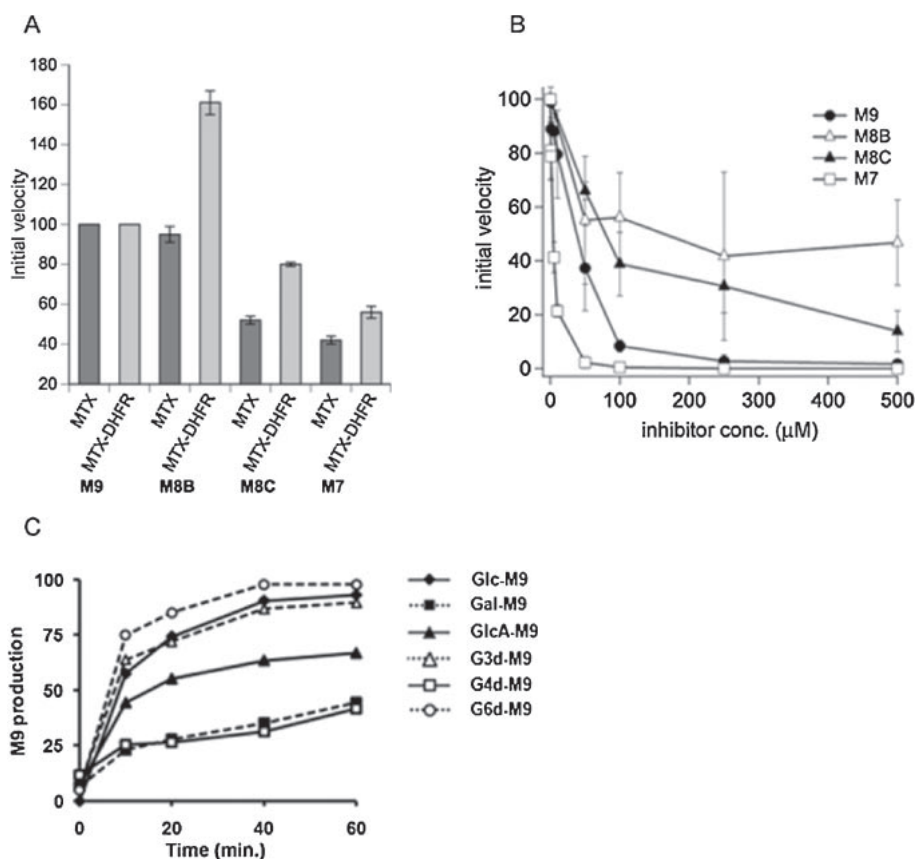 A
Initial velocity
180
160
140
120
100
80
60
40
20
MTX
MTX-DHFR
MTX
MTX-DHFR
MTX
MTX-DHFR
MTX
MTX-DHFR
M9
M8B
M8C
M7
B
initial velocity
100
80
60
40
20
0
0
100
200
300
400
500
inhibitor conc. (μM)
M9
M8B
M8C
M7
C
M9 production
100
75
50
25
0
0
20
40
60
Time (min.)
Glc-M9
Gal-M9
GlcA-M9
G3d-M9
G4d-M9
G6d-M9